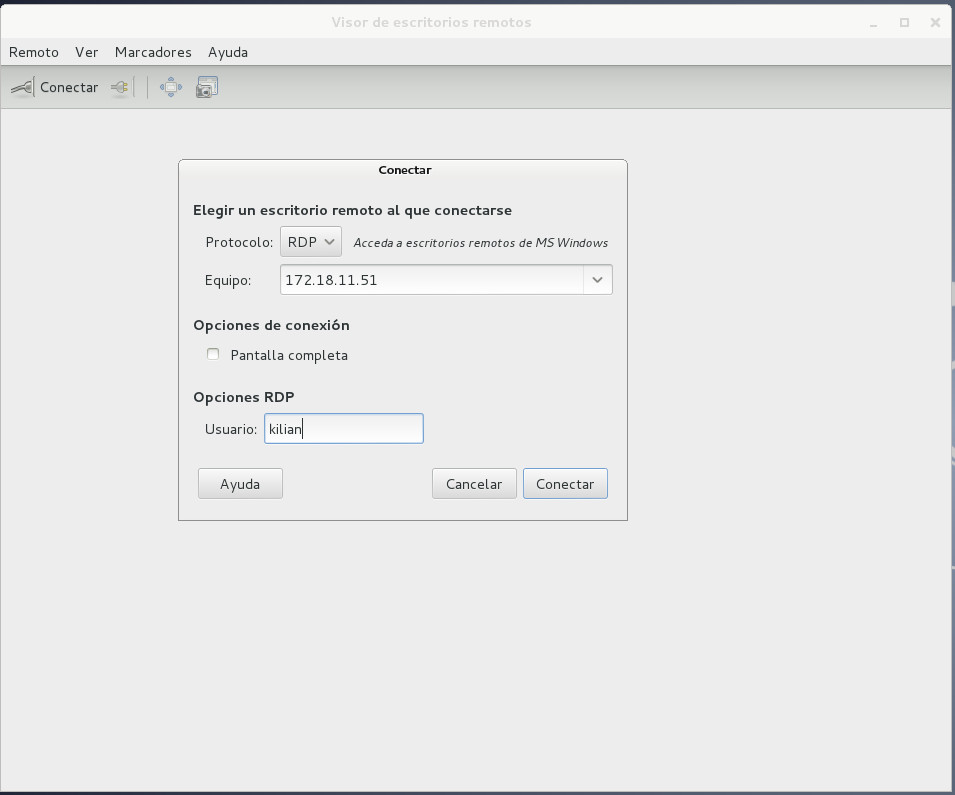 Visor de escritorios remotos
Remoto Ver Marcadores Ayuda
Conectar
Conectar
Elegir un escritorio remoto al que conectarse
Protocolo: RDP Acceda a escritorios remotos de MS Windows
Equipo: 172.18.11.51
Opciones de conexión
Pantalla completa
Opciones RDP
Usuario: kilian
Ayuda Cancelar Conectar